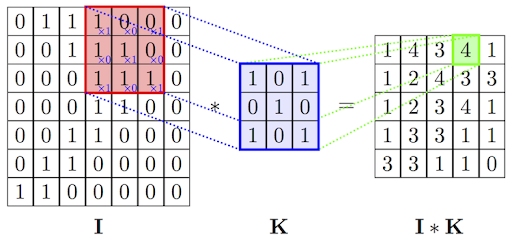 0 1 1 1×1 0×0 0×1 0
0 0 1 1×0 1×1 0×0 0
0 0 0 1×1 1×0 1×1 0
0 0 0 1 1 0 0
0 0 1 1 0 0 0
0 1 1 0 0 0 0
1 1 0 0 0 0 0
I
*
1 0 1
0 1 0
1 0 1
K
=
1 4 3 4 1
1 2 4 3 3
1 2 3 4 1
1 3 3 1 1
3 3 1 1 0
I * K